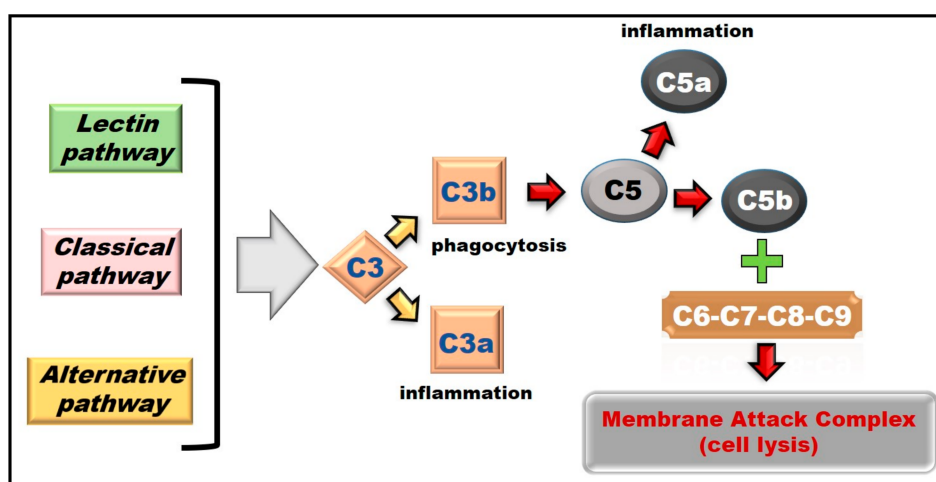 Lectin
pathway
Classical
pathway
Alternative
pathway
C3
C3b
phagocytosis
C3a
inflammation
C5
inflammation
C5a
C5b
C6-C7-C8-C9
Membrane Attack Complex
(cell lysis)